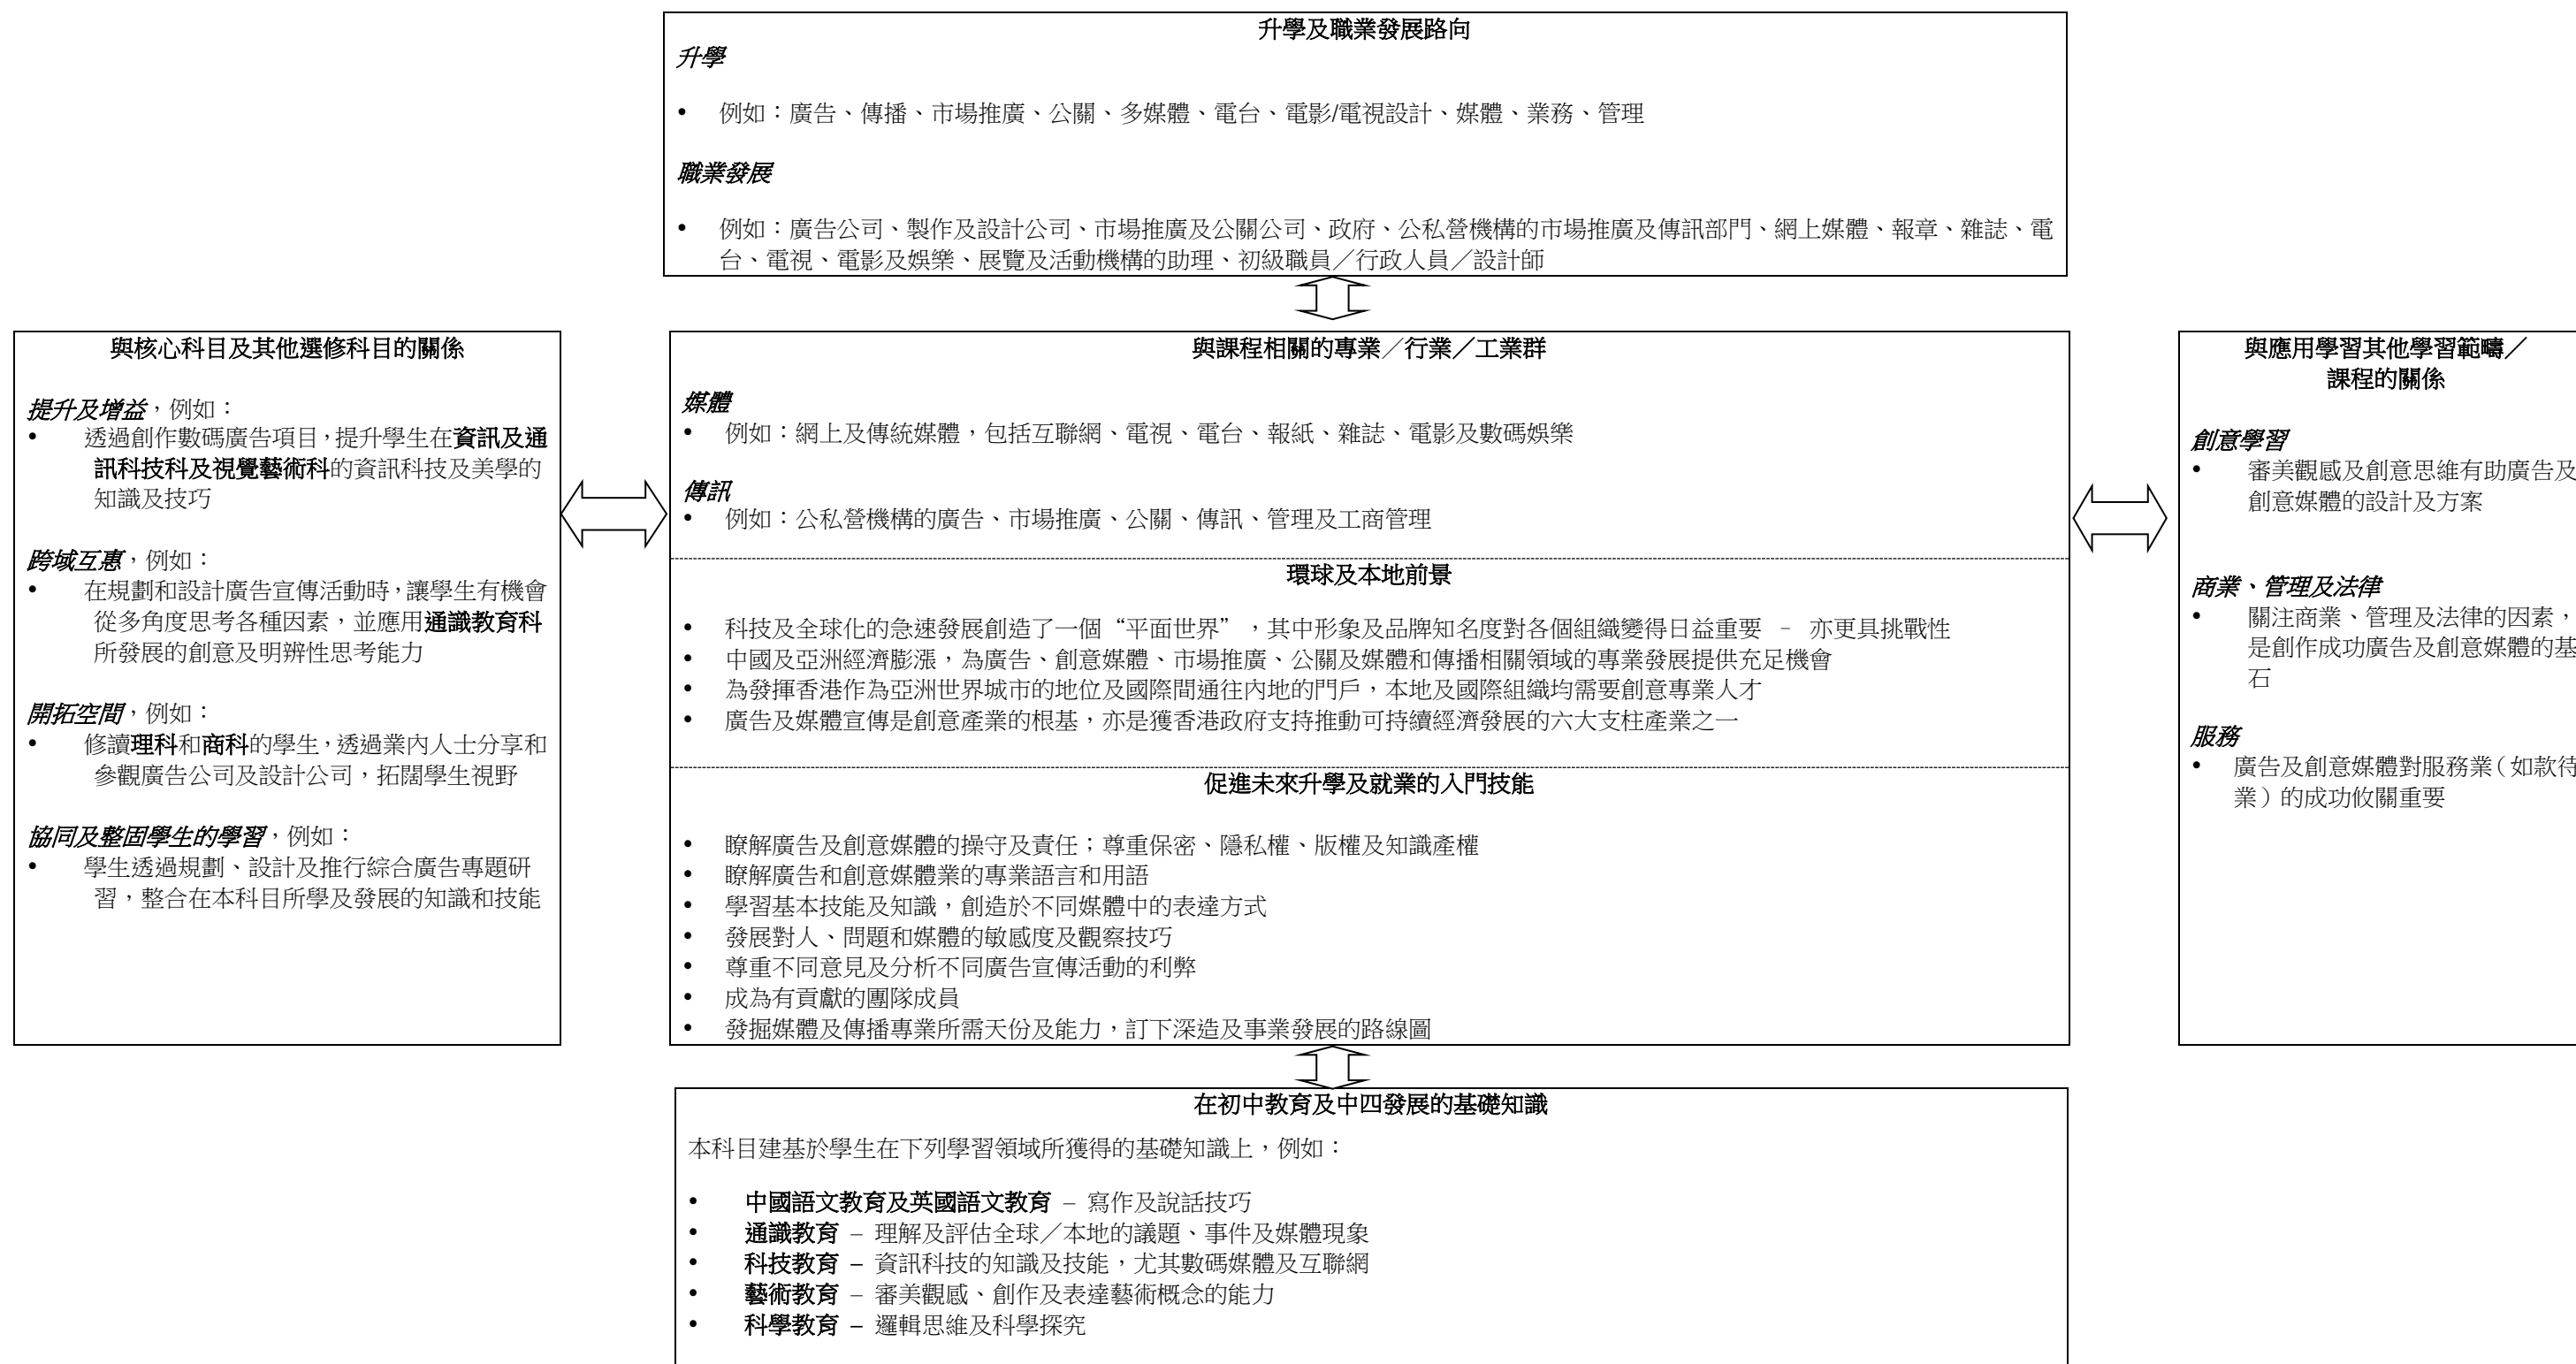 升學及職業發展路向
升學
• 例如：廣告、傳播、市場推廣、公關、多媒體、電台、電影/電視設計、媒體、業務、管理
職業發展
• 例如：廣告公司、製作及設計公司、市場推廣及公關公司、政府、公私營機構的市場推廣及傳訊部門、網上媒體、報章、雜誌、電
台、電視、電影及娛樂、展覽及活動機構的助理、初級職員／行政人員／設計師
與核心科目及其他選修科目的關係
提升及增益，例如：
• 透過創作數碼廣告項目，提升學生在資訊及通
訊科技科及視覺藝術科的資訊科技及美學的
知識及技巧
跨域互惠，例如：
• 在規劃和設計廣告宣傳活動時，讓學生有機會
從多角度思考各種因素，並應用通識教育科
所發展的創意及明辨性思考能力
開拓空間，例如：
• 修讀理科和商科的學生，透過業內人士分享和
參觀廣告公司及設計公司，拓闊學生視野
協同及整固學生的學習，例如：
• 學生透過規劃、設計及推行綜合廣告專題研
習，整合在本科目所學及發展的知識和技能
與課程相關的專業／行業／工業群
媒體
• 例如：網上及傳統媒體，包括互聯網、電視、電台、報紙、雜誌、電影及數碼娛樂
傳訊
• 例如：公私營機構的廣告、市場推廣、公關、傳訊、管理及工商管理
環球及本地前景
• 科技及全球化的急速發展創造了一個“平面世界”，其中形象及品牌知名度對各個組織變得日益重要 – 亦更具挑戰性
• 中國及亞洲經濟膨漲，為廣告、創意媒體、市場推廣、公關及媒體和傳播相關領域的專業發展提供充足機會
• 為發揮香港作為亞洲世界城市的地位及國際間通往內地的門戶，本地及國際組織均需要創意專業人才
• 廣告及媒體宣傳是創意產業的根基，亦是獲香港政府支持推動可持續經濟發展的六大支柱產業之一
促進未來升學及就業的入門技能
• 瞭解廣告及創意媒體的操守及責任；尊重保密、隱私權、版權及知識產權
• 瞭解廣告和創意媒體業的專業語言和用語
• 學習基本技能及知識，創造於不同媒體中的表達方式
• 發展對人、問題和媒體的敏感度及觀察技巧
• 尊重不同意見及分析不同廣告宣傳活動的利弊
• 成為有貢獻的團隊成員
• 發掘媒體及傳播專業所需天份及能力，訂下深造及事業發展的路線圖
與應用學習其他學習範疇／
課程的關係
創意學習
• 審美觀感及創意思維有助廣告及
創意媒體的設計及方案
商業、管理及法律
• 關注商業、管理及法律的因素，
是創作成功廣告及創意媒體的基
石
服務
• 廣告及創意媒體對服務業（如款待
業）的成功攸關重要
在初中教育及中四發展的基礎知識
本科目建基於學生在下列學習領域所獲得的基礎知識上，例如：
• 中國語文教育及英國語文教育 – 寫作及說話技巧
• 通識教育 – 理解及評估全球／本地的議題、事件及媒體現象
• 科技教育 – 資訊科技的知識及技能，尤其數碼媒體及互聯網
• 藝術教育 – 審美觀感、創作及表達藝術概念的能力
• 科學教育 – 邏輯思維及科學探究